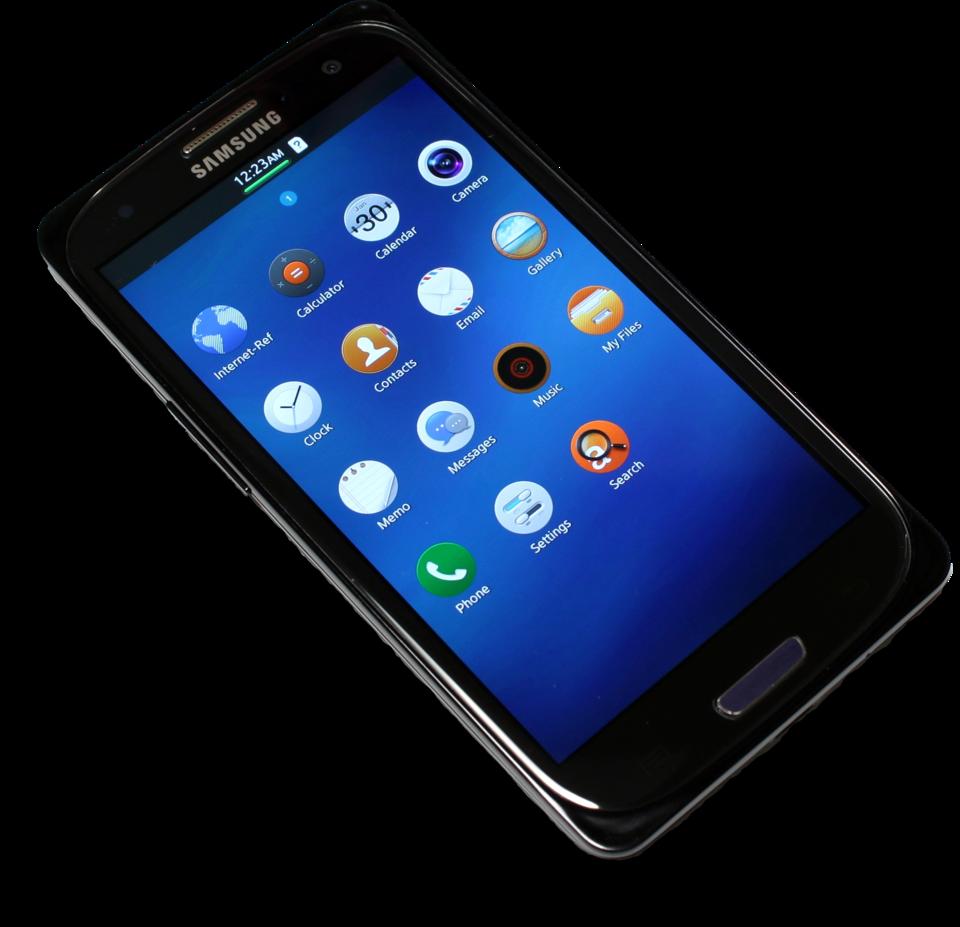 SAMSUNG
12:23AM ?
1
Jan
30
Internet-Ref
Calculator
Calendar
Camera
Clock
Contacts
Email
Gallery
Memo
Messages
Music
My Files
Phone
Settings
Search